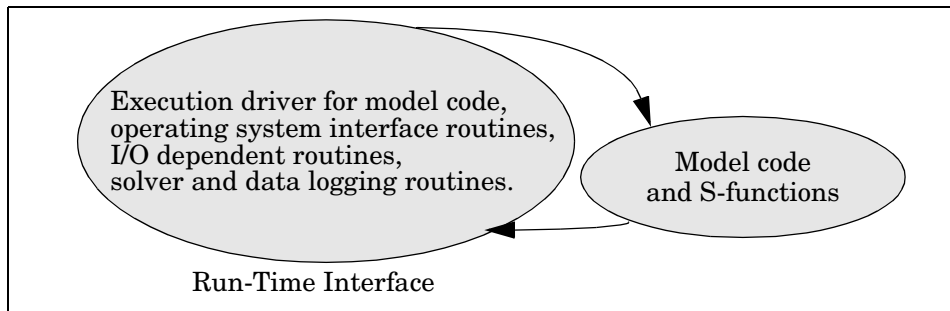 Execution driver for model code,
operating system interface routines,
I/O dependent routines,
solver and data logging routines.
Model code
and S-functions
Run-Time Interface